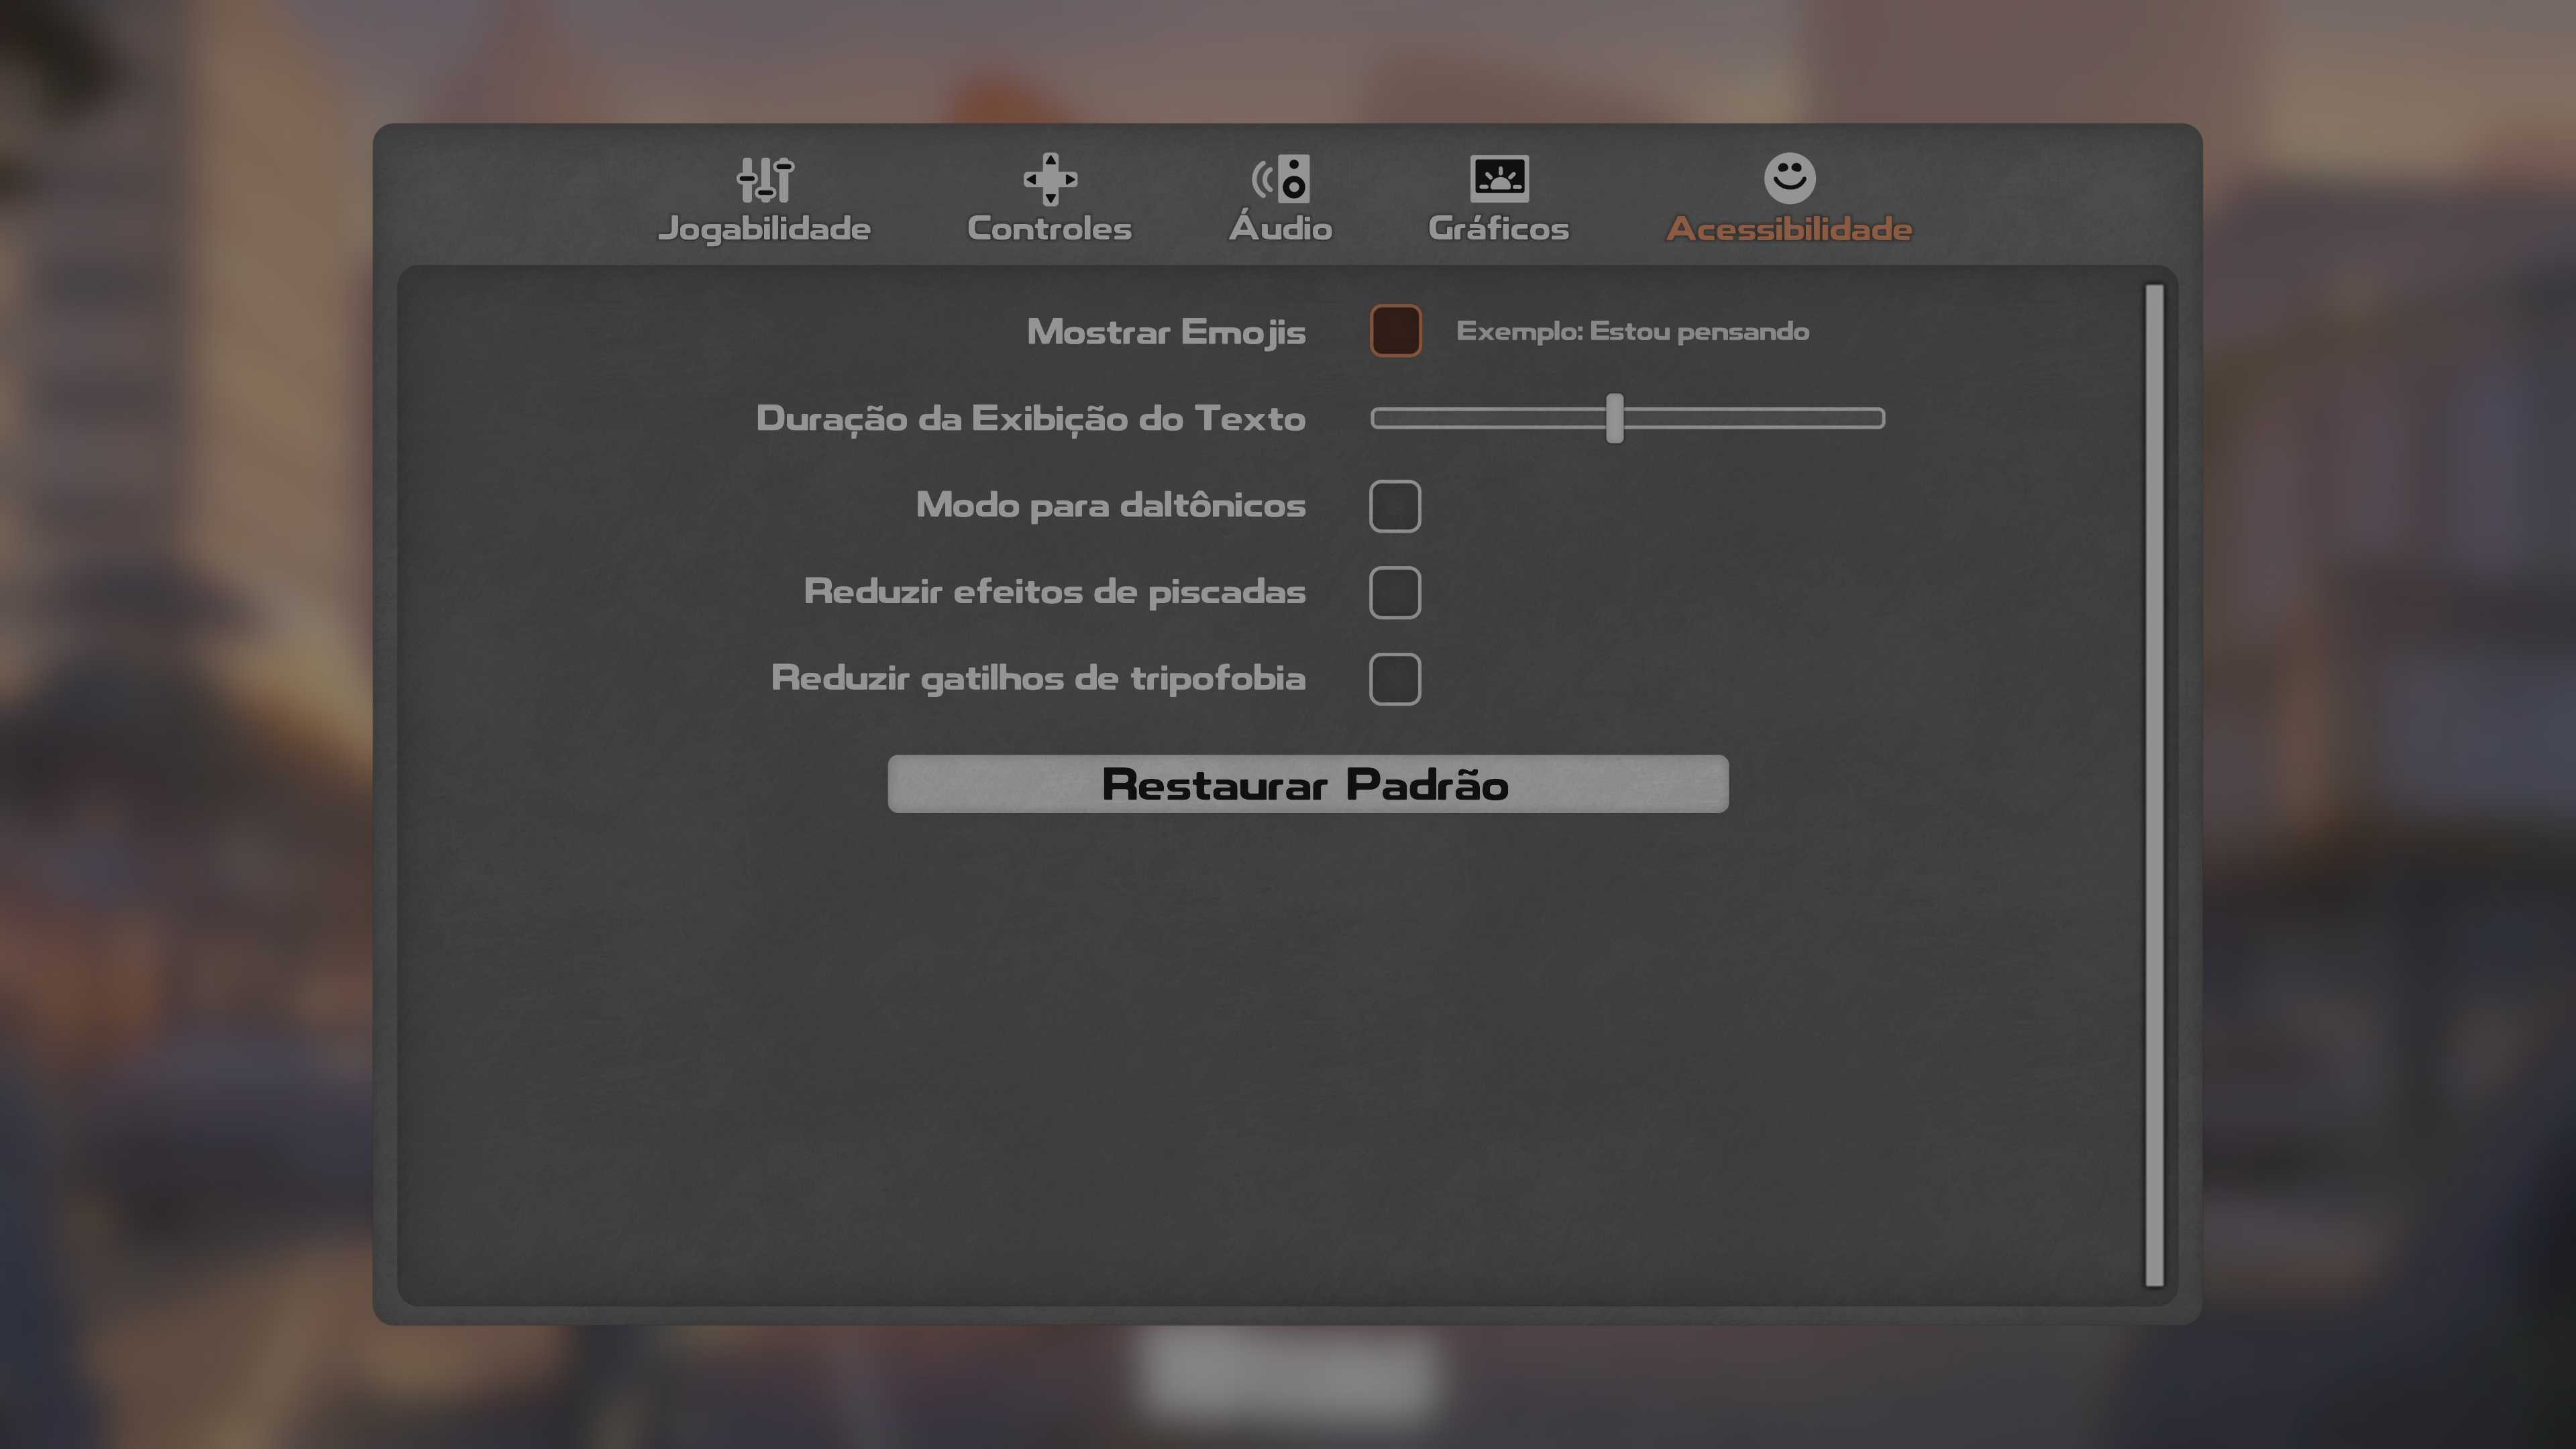 Jogabilidade
Controles
Áudio
Gráficos
Acessibilidade
Mostrar Emojis
Exemplo: Estou pensando
Duração da Exibição do Texto
Modo para daltônicos
Reduzir efeitos de piscadas
Reduzir gatilhos de tripofobia
Restaurar Padrão